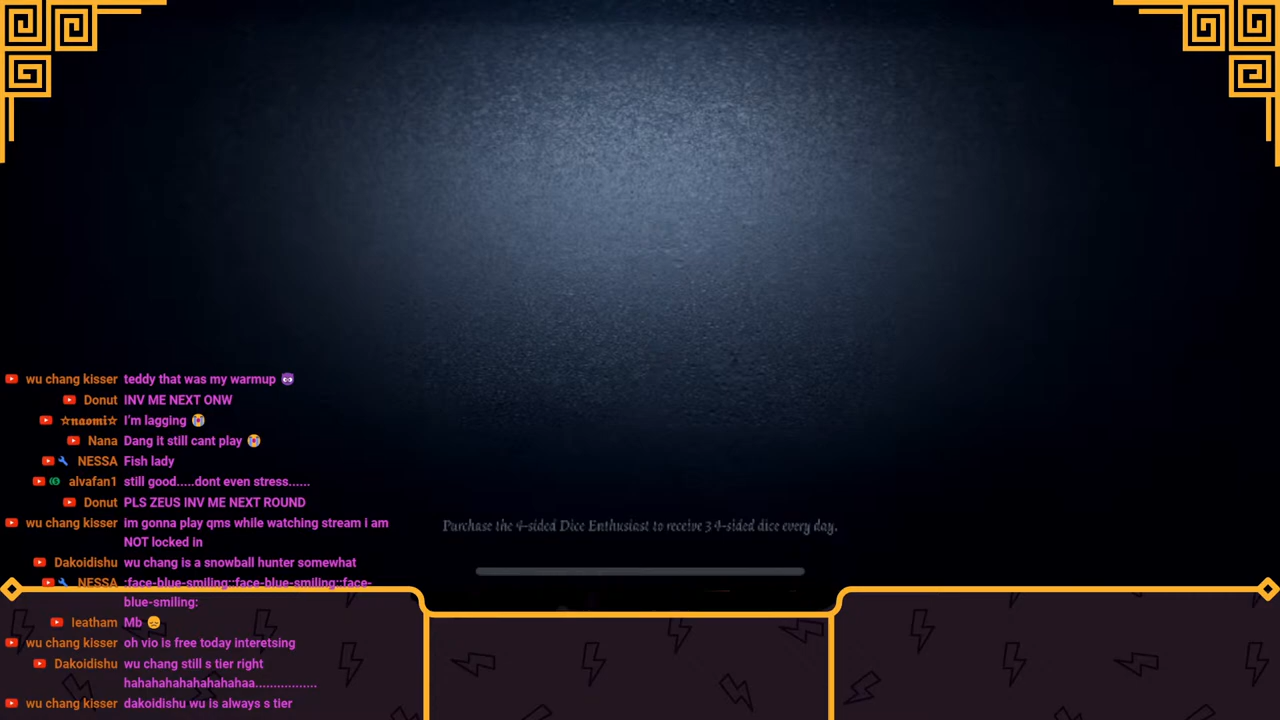 wu chang kisser teddy that was my warmup
Donut INV ME NEXT ONW
☆naomi☆ I'm lagging 😭
Nana Dang it still cant play 😭
NESSA Fish lady
alvafan1 still good.....dont even stress......
Donut PLS ZEUS INV ME NEXT ROUND
wu chang kisser im gonna play qms while watching stream i am
NOT locked in
Purchase the 4-sided Dice Enthusiast to receive 3 4-sided dice every day.
Dakoidishu wu chang is a snowball hunter somewhat
NESSA :face-blue-smiling::face-blue-smiling::face-
blue-smiling:
leatham Mb 😞
wu chang kisser oh vio is free today interetsing
Dakoidishu wu chang still s tier right
hahahahahahahahaa.................
wu chang kisser dakoidishu wu is always s tier